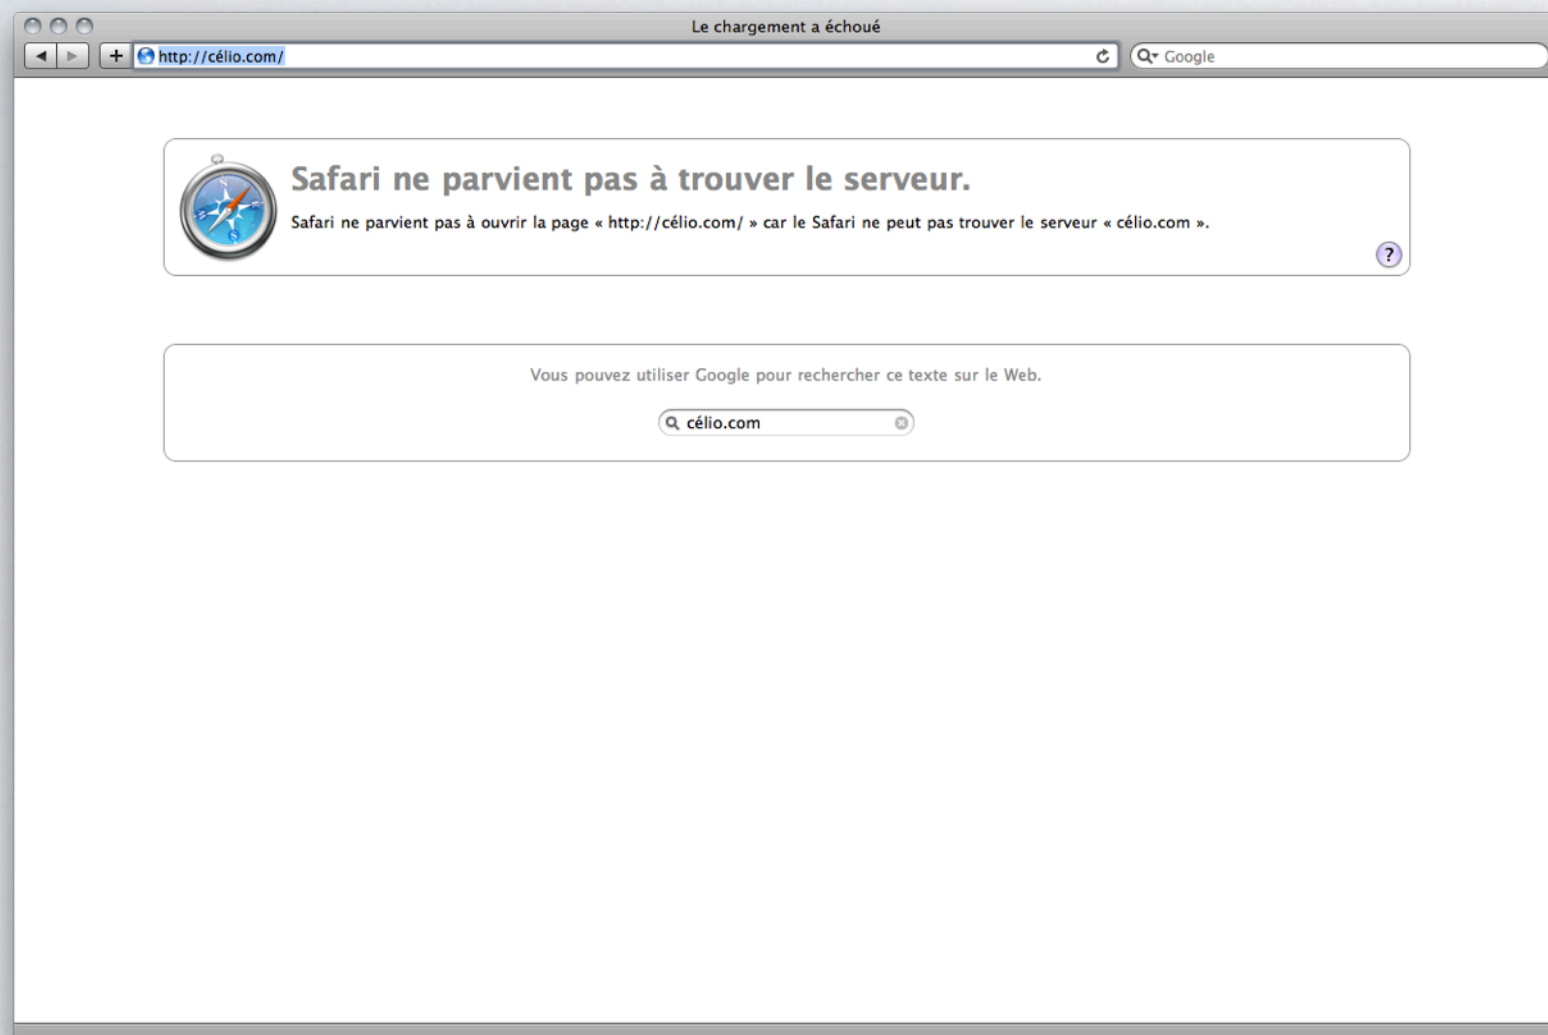 Le chargement a échoué
http://célio.com/
Google
Safari ne parvient pas à trouver le serveur.
Safari ne parvient pas à ouvrir la page « http://célio.com/ » car le Safari ne peut pas trouver le serveur « célio.com ».
?
Vous pouvez utiliser Google pour rechercher ce texte sur le Web.
célio.com